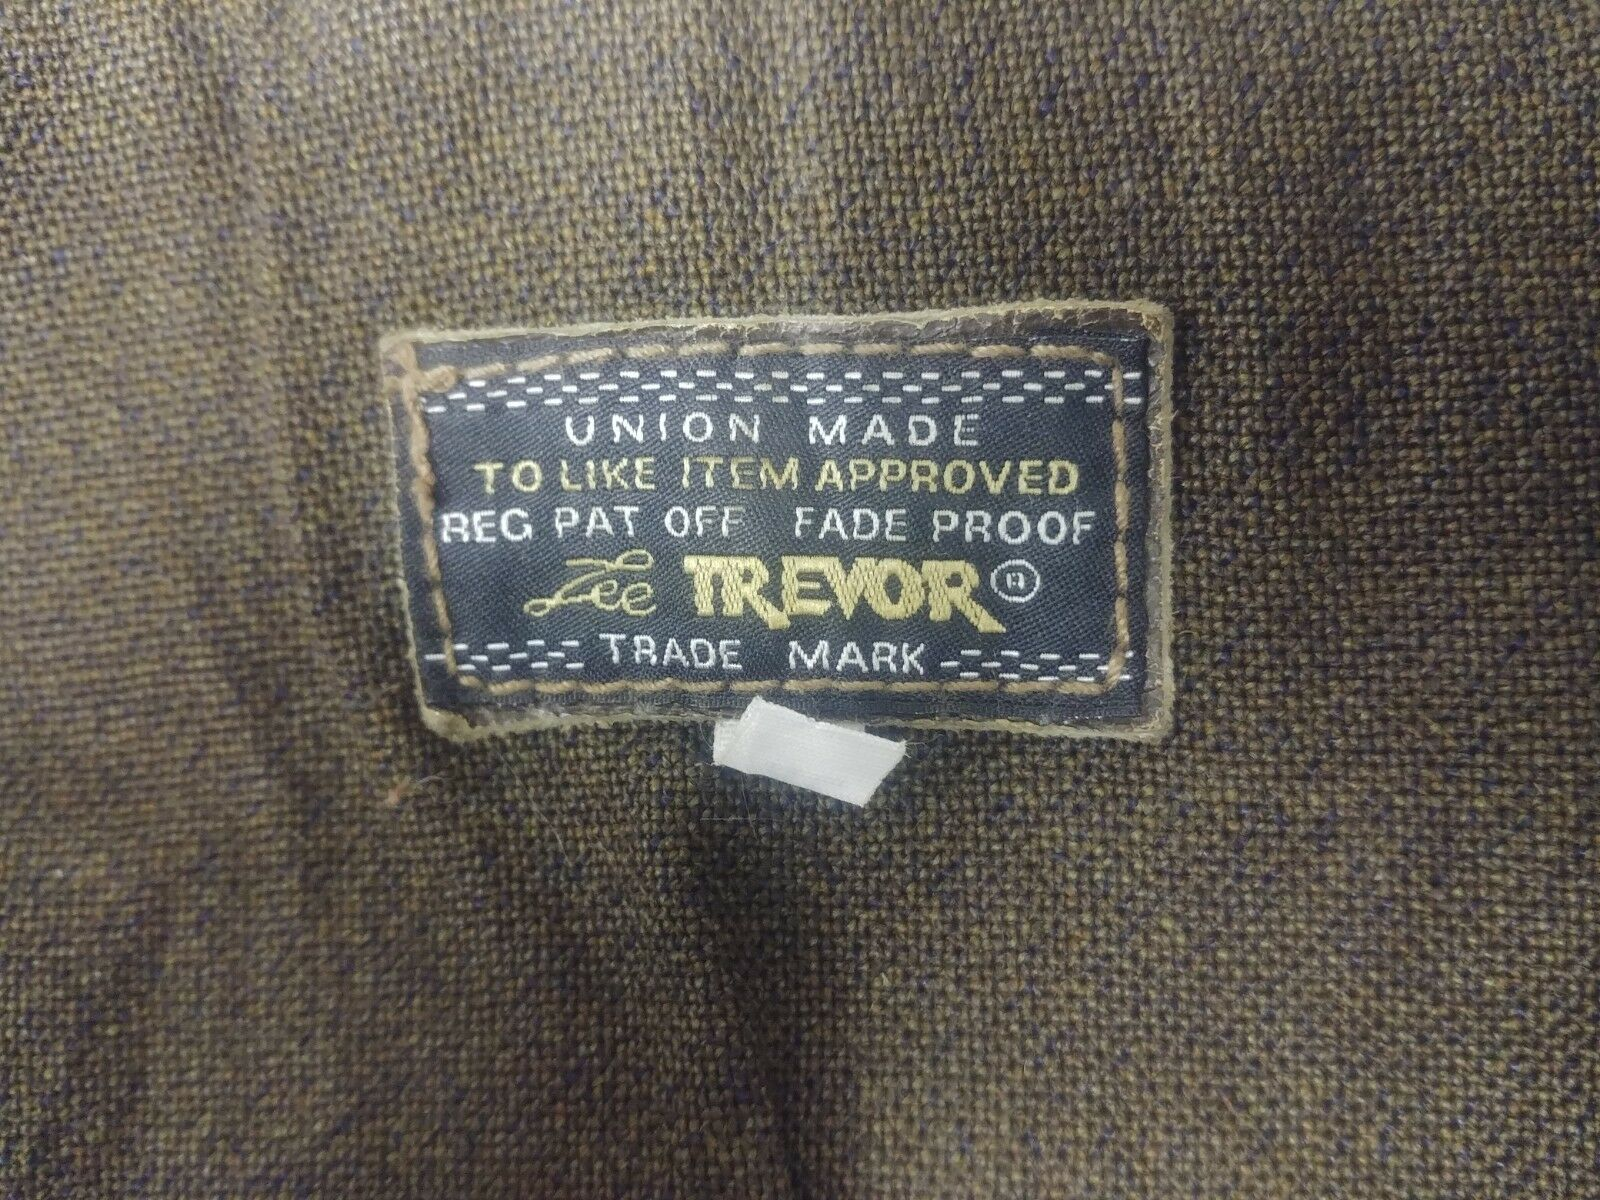 UNION MADE
TO LIKE ITEM APPROVED
REG PAT OFF FADE PROOF
Lee TREVOR ®
TRADE MARK